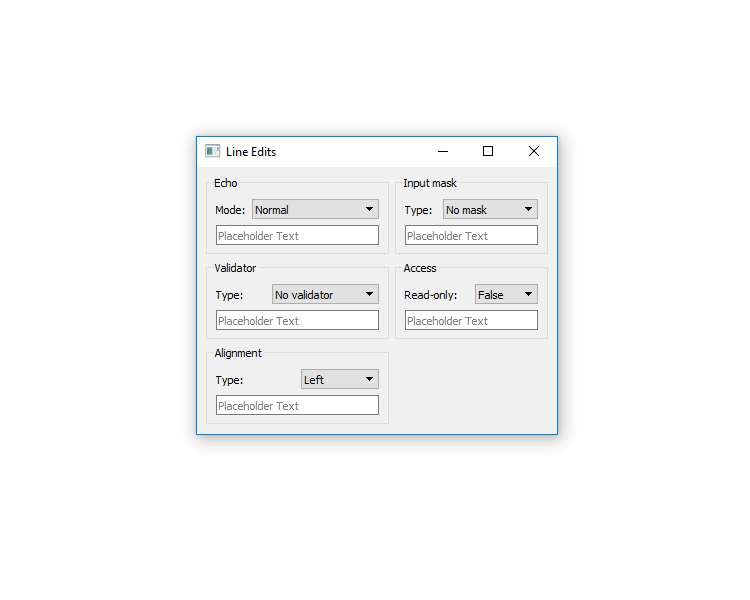 Line Edits
Echo
Mode: Normal
Placeholder Text
Input mask
Type: No mask
Placeholder Text
Validator
Type: No validator
Placeholder Text
Access
Read-only: False
Placeholder Text
Alignment
Type: Left
Placeholder Text